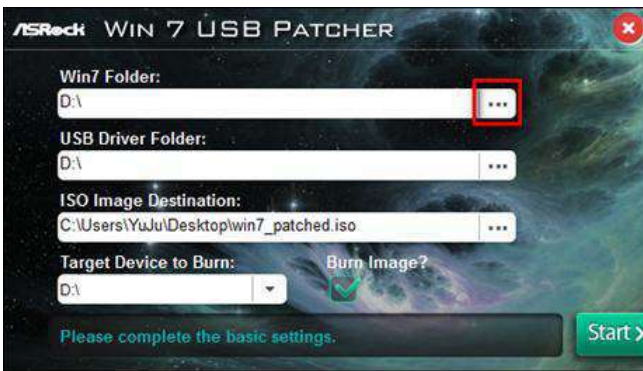 ASRock WIN 7 USB PATCHER
Win7 Folder:
D:\
...
USB Driver Folder:
D:\
...
ISO Image Destination:
C:\Users\YuJu\Desktop\win7_patched.iso
...
Target Device to Burn: Burn Image?
D:\
Please complete the basic settings.
Start